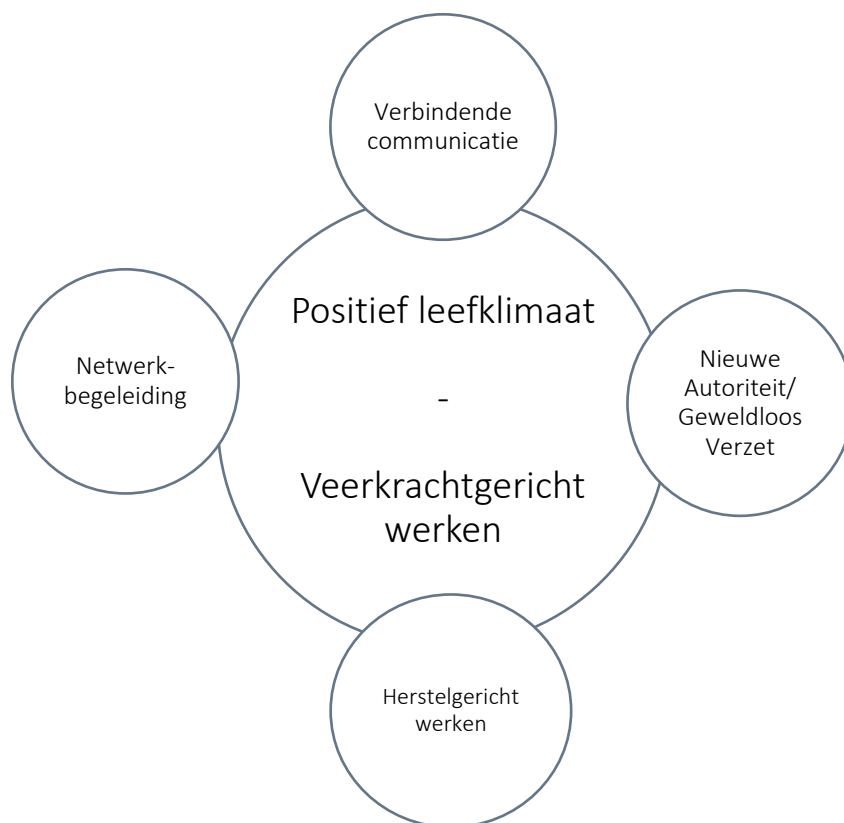 Verbindende
communicatie
Positief leefklimaat
-
Veerkrachtgericht
werken
Netwerk-
begeleiding
Nieuwe
Autoriteit/
Geweldloos
Verzet
Herstelgericht
werken